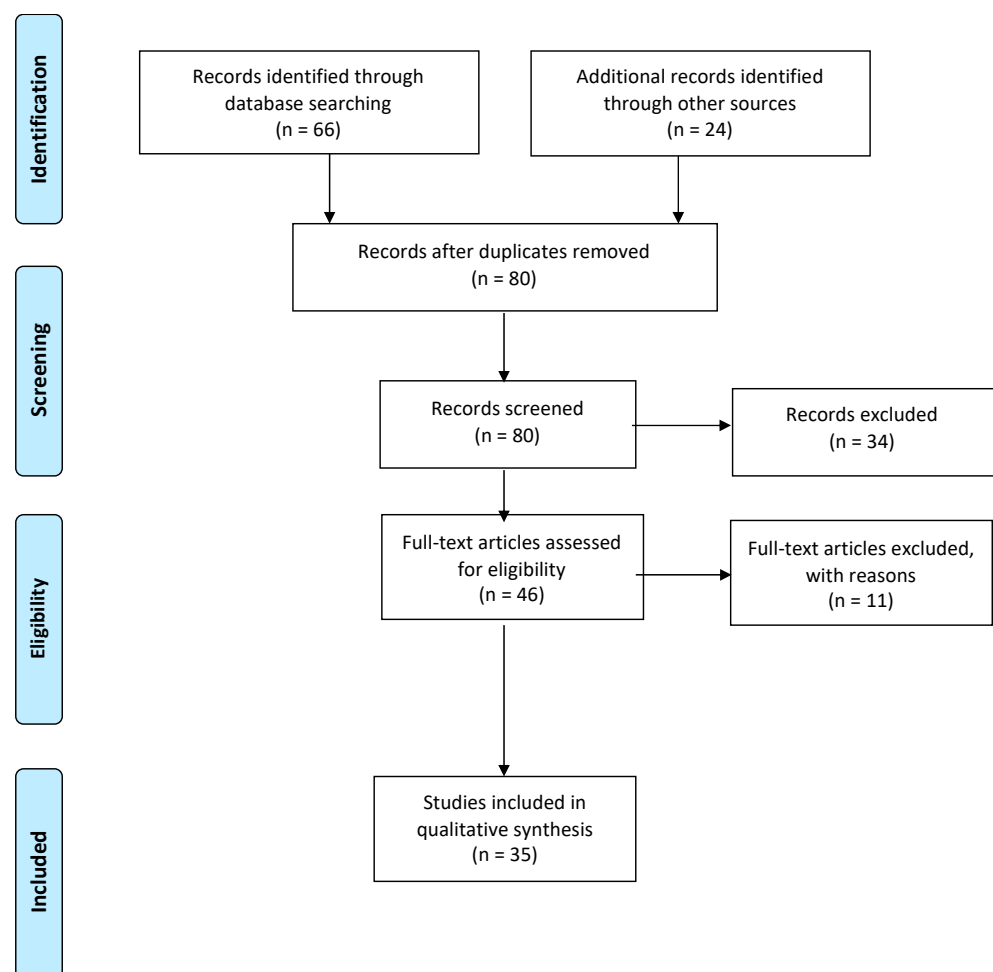 Identification
Records identified through
database searching
(n = 66)
Additional records identified
through other sources
(n = 24)
Records after duplicates removed
(n = 80)
Screening
Records screened
(n = 80)
Records excluded
(n = 34)
Eligibility
Full-text articles assessed
for eligibility
(n = 46)
Full-text articles excluded,
with reasons
(n = 11)
Included
Studies included in
qualitative synthesis
(n = 35)